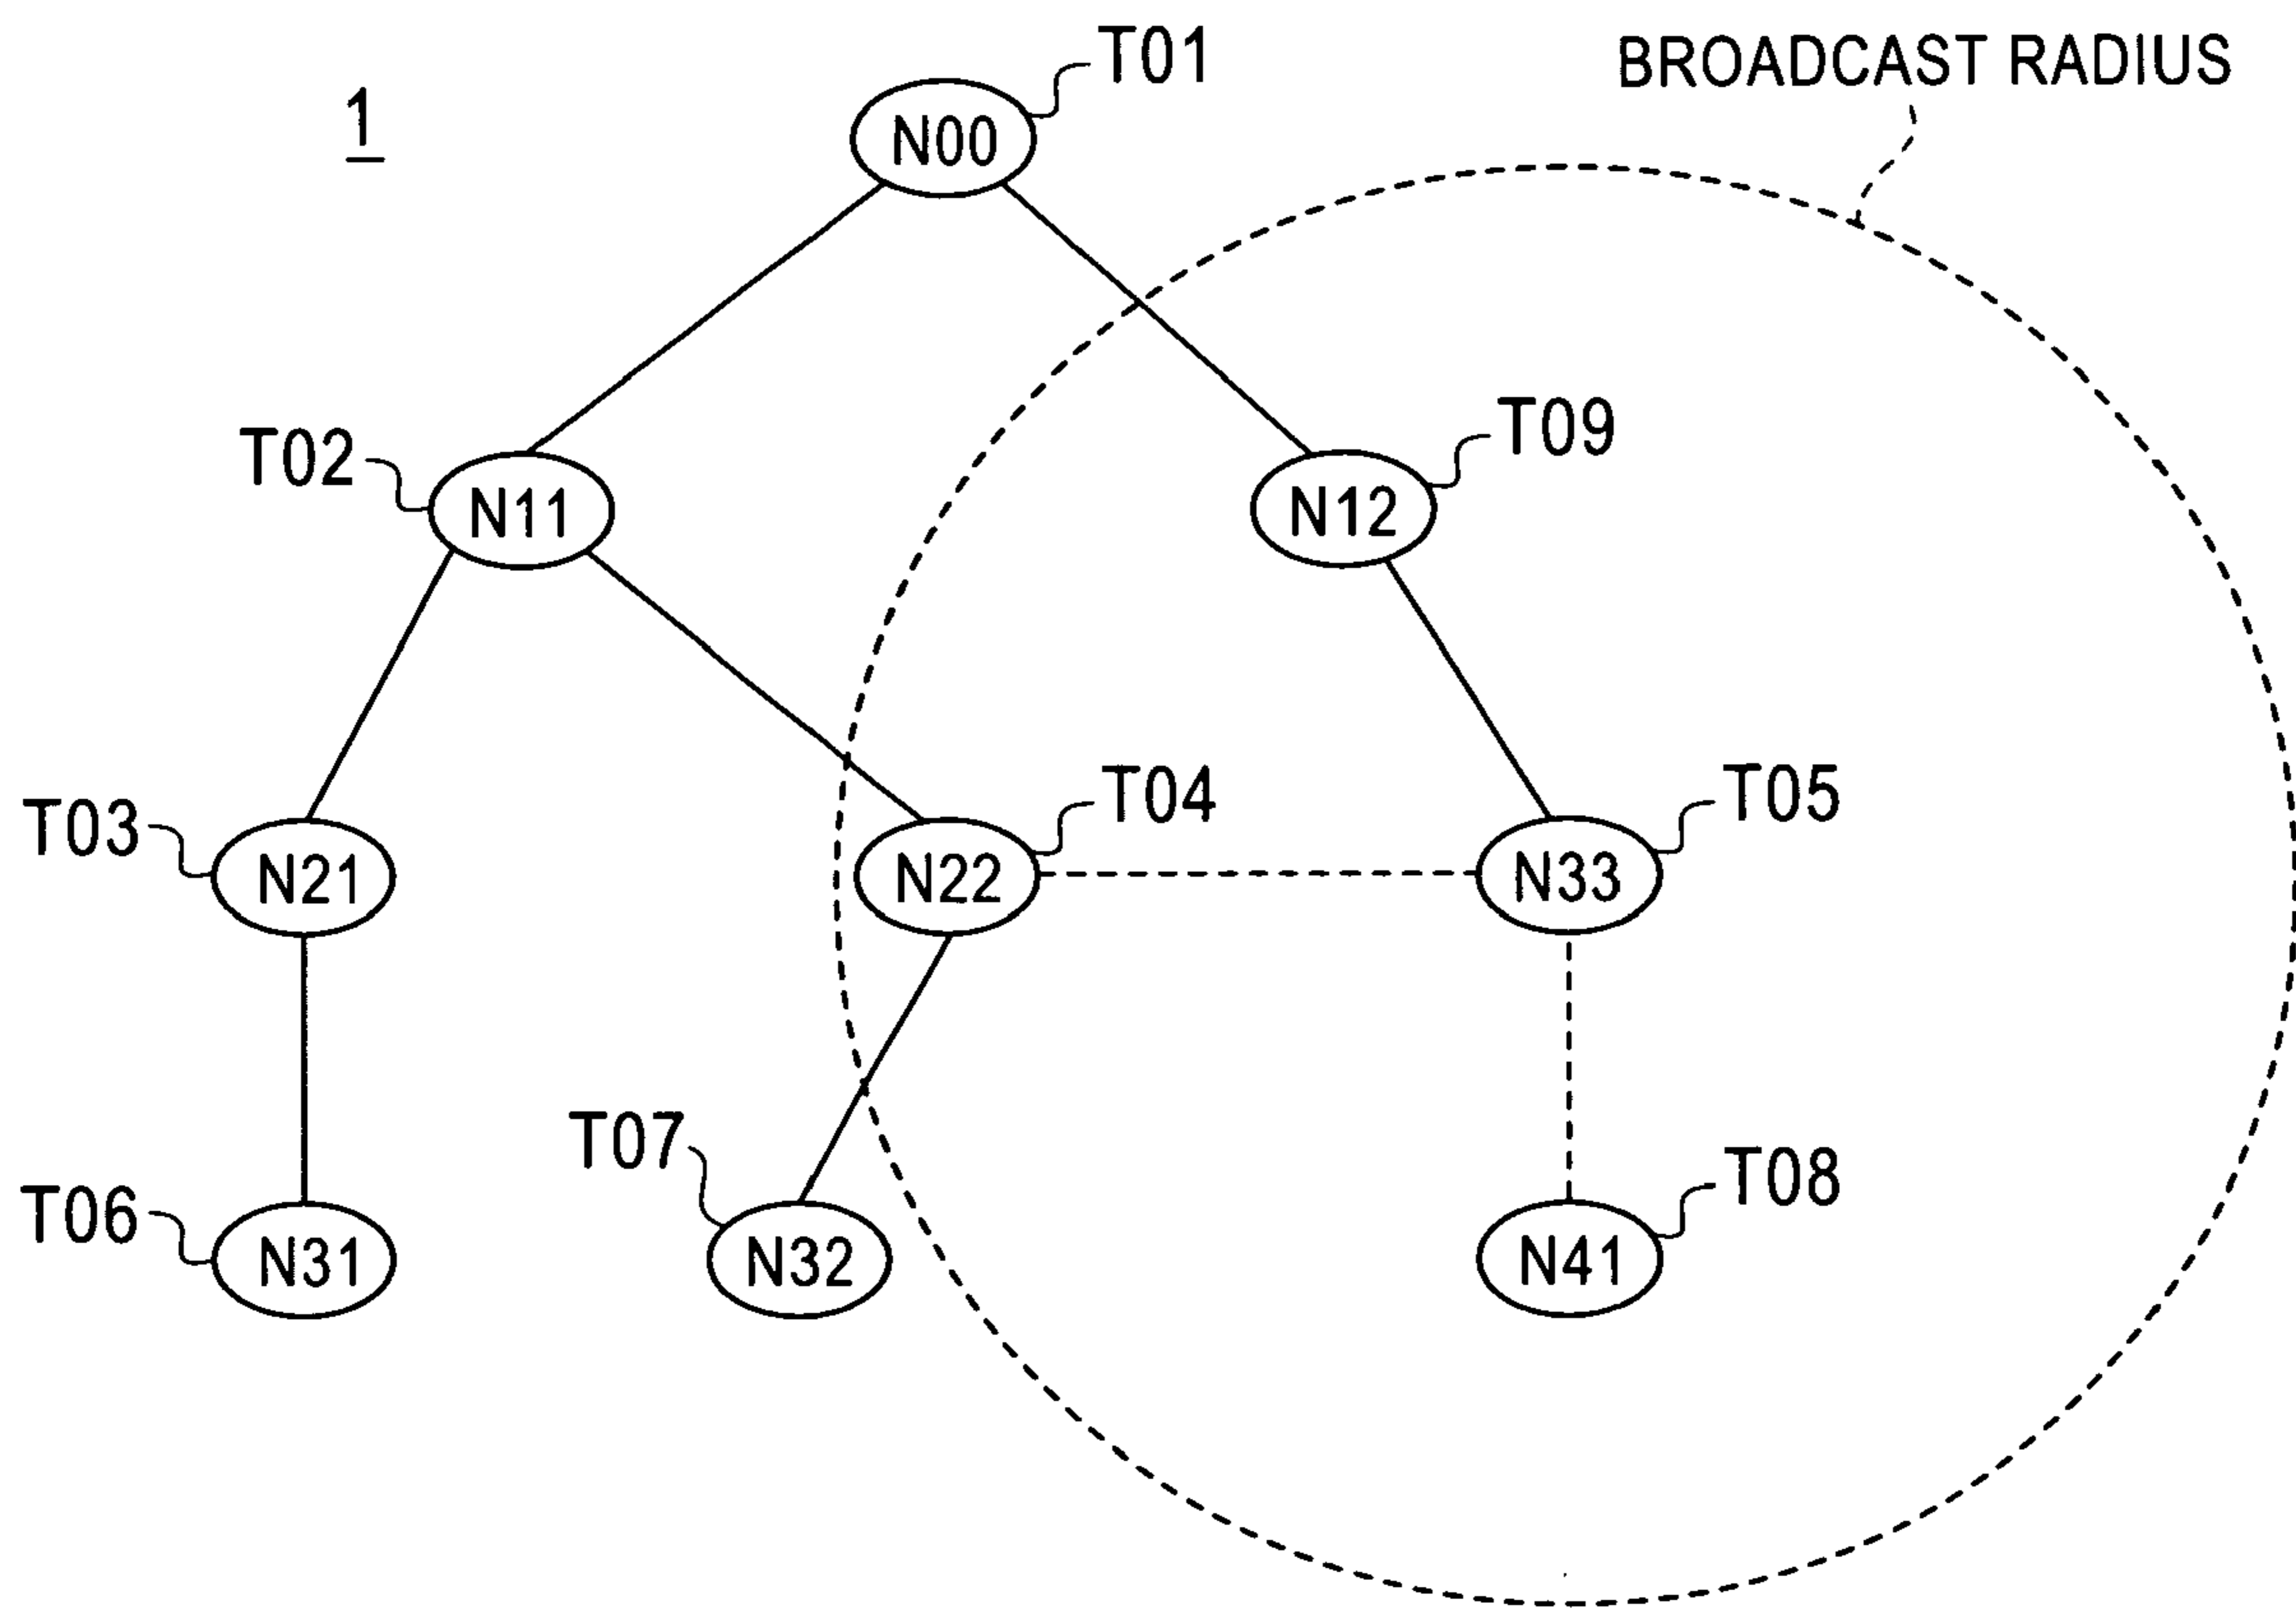 T01
BROADCAST RADIUS
1
N00
T02
T09
N11
N12
T03
T04
T05
N21
N22
N33
T07
T08
T06
N31
N32
N41